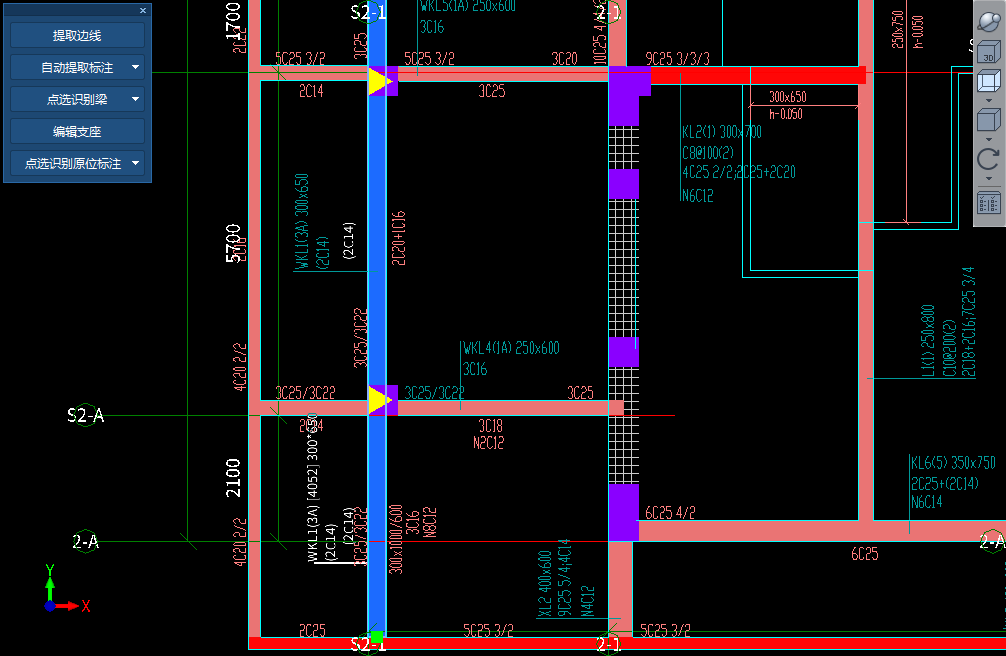 ×
提取边线
自动提取标注
点选识别梁
编辑支座
点选识别原位标注
1700
S2-1
WKL5(1A) 250x600
3C16
2-1
10C25 4/
250x750
h-0.050
3C25
5C25 3/2
5C25 3/2
3C20
9C25 3/3/3
3D
2C14
3C25
300x650
h-0.050
KL2(1) 300x700
C8@100(2)
4C25 2/2;2C25+2C20
N6C12
5700
WKL1(3A) 300x650
(2C14)
(2C14)
2C20+1C16
3C25/3C22
WKL4(1A) 250x600
3C16
L1(1) 250x800
C10@200(2)
2C18+2C16;7C25 3/4
4C20 2/2
3C25/3C22
3C25/3C22
3C25
S2-A
2C14
3C18
N2C12
2100
WKL1(3A) [4052] 300*650
(2C14)
(2C14)
3C25/3C22
300x1000/600
3C16
N8C12
KL6(5) 350x750
2C25+(2C14)
N6C14
6C25 4/2
2-A
4C20 2/2
6C25
2-A
XL2 400x600
9C25 5/4;4C14
N4C12
Y
X
2C25
S2-1
5C25 3/2
2-1
5C25 3/2